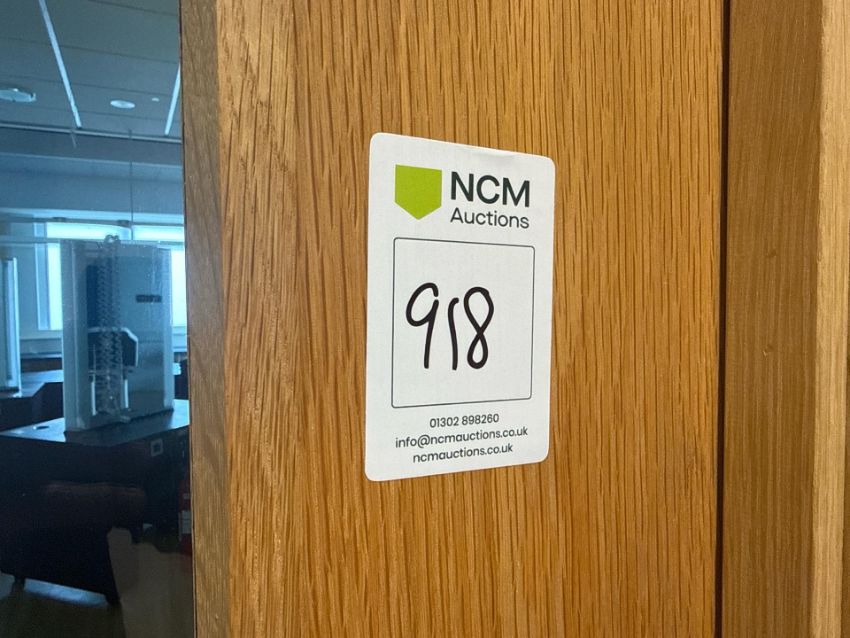 NCM
Auctions
918
01302 898260
info@ncmauctions.co.uk
ncmauctions.co.uk